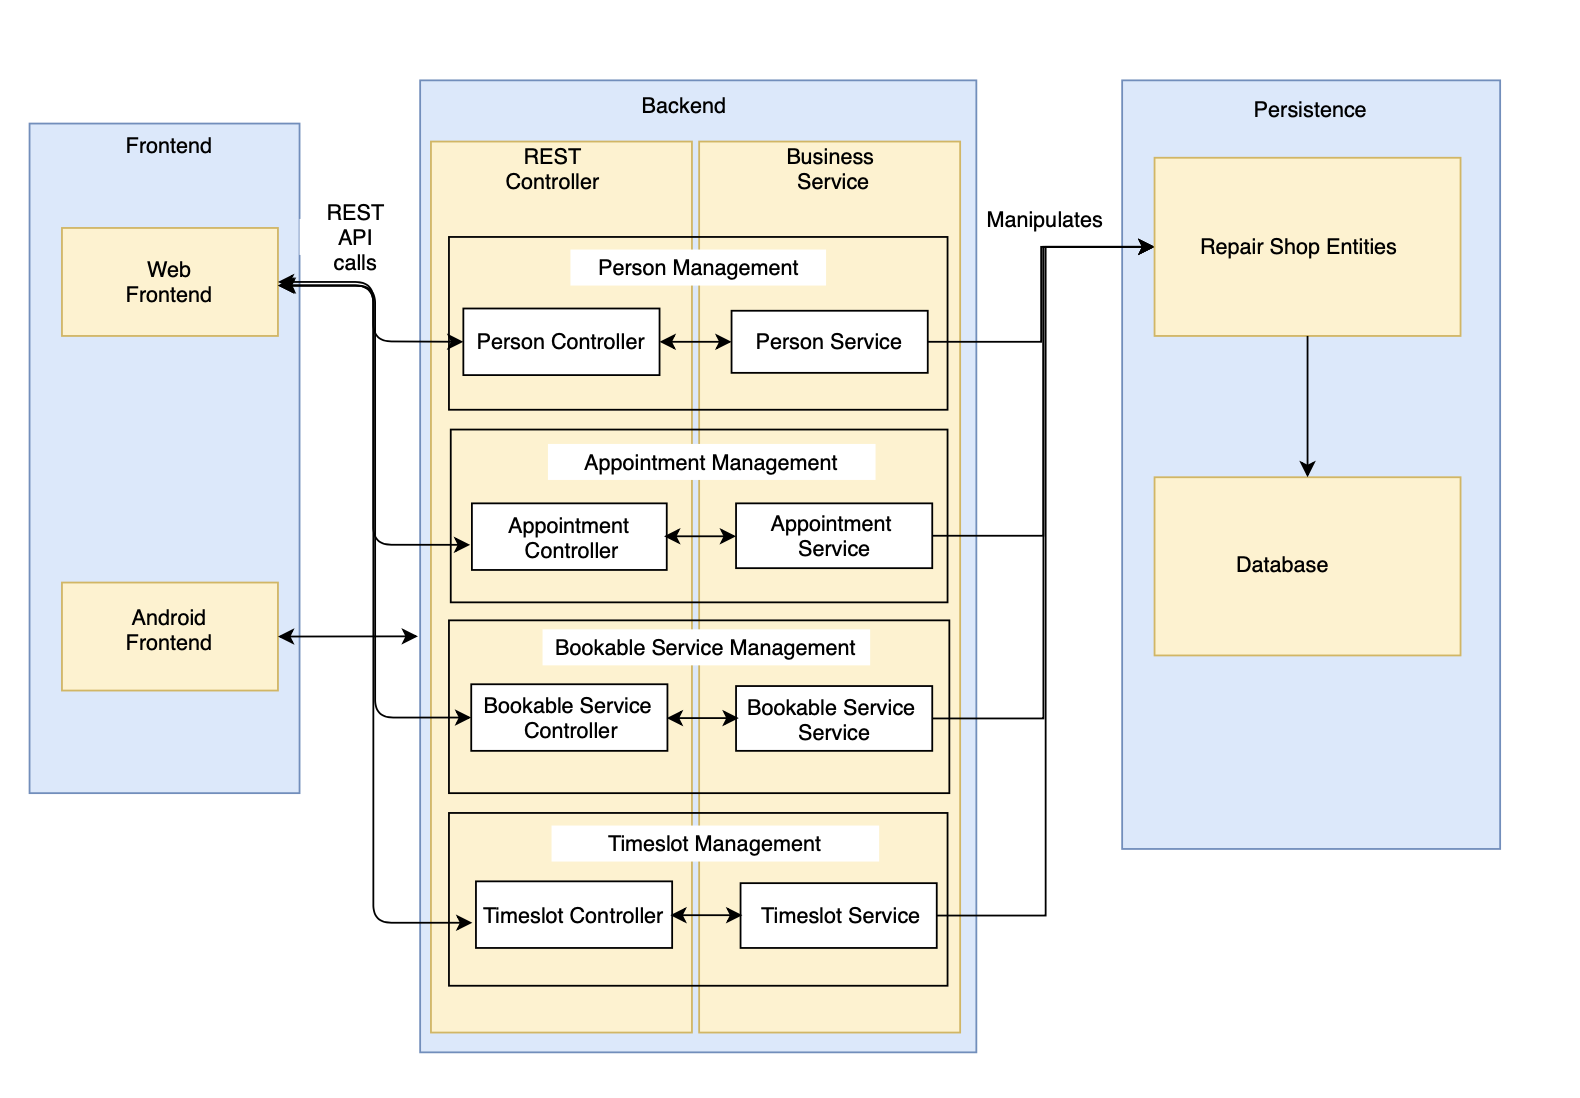 Frontend
Web
Frontend
Android
Frontend
REST
API
calls
Backend
REST
Controller
Business
Service
Person Management
Person Controller
Person Service
Appointment Management
Appointment
Controller
Appointment
Service
Bookable Service Management
Bookable Service
Controller
Bookable Service
Service
Timeslot Management
Timeslot Controller
Timeslot Service
Manipulates
Persistence
Repair Shop Entities
Database